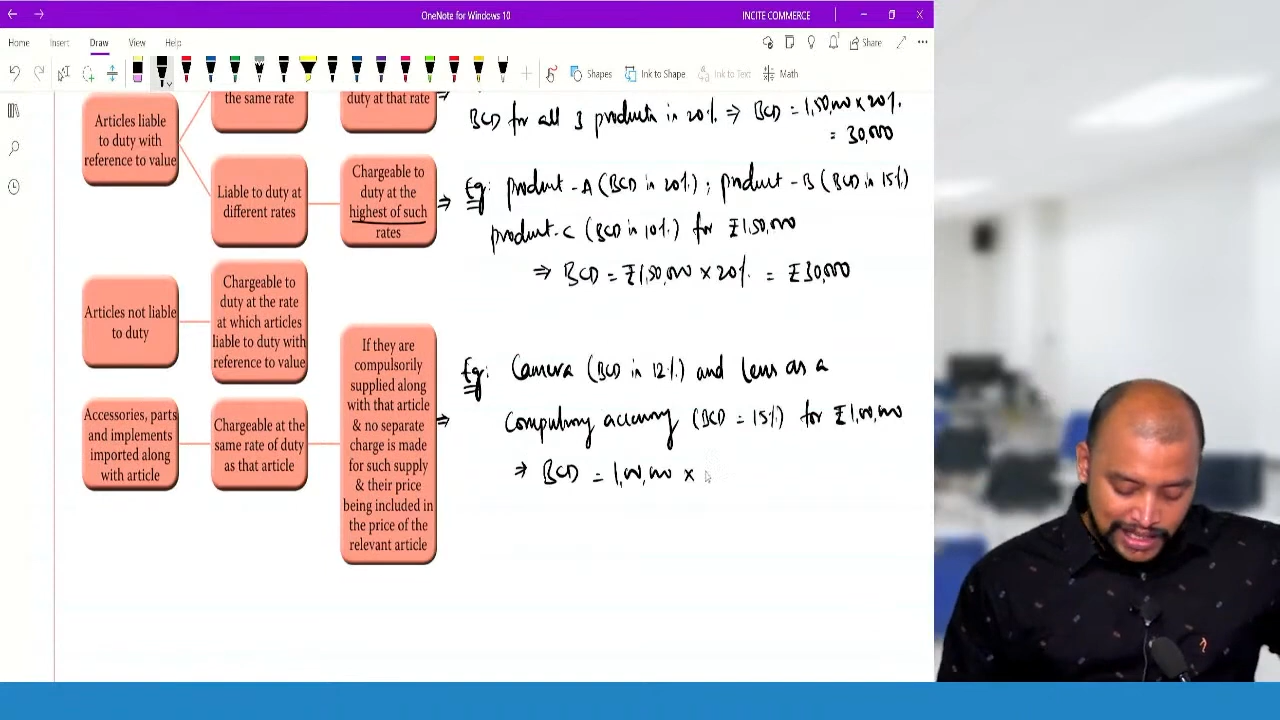 OneNote for Windows 10
INCITE COMMERCE
Home Insert Draw View Help
Share
Shapes
Ink to Shape
Ink to Text
Math
Articles liable
to duty with
reference to value
the same rate
duty at that rate
⇒
BCD for all 3 products is 20% ⇒ BCD = 1,50,000 x 20%
= 30,000
Liable to duty at
different rates
Chargeable to
duty at the
highest of such
rates
⇒ Eg: product - A (BCD is 20%); product - B (BCD is 15%)
product-C (BCD is 10%) for ₹1,50,000
⇒ BCD = ₹1,50,000 x 20% = ₹30,000
Articles not liable
to duty
Chargeable to
duty at the rate
at which articles
liable to duty with
reference to value
Accessories, parts
and implements
imported along
with article
Chargeable at the
same rate of duty
as that article
If they are
compulsorily
supplied along
with that article
& no separate
charge is made
for such supply
& their price
being included in
the price of the
relevant article
⇒ Eg: Camera (BCD is 12%) and Lens as a
Compulsory accessory (BCD = 15%) for ₹1,00,000
⇒ BCD = 1,00,000 x